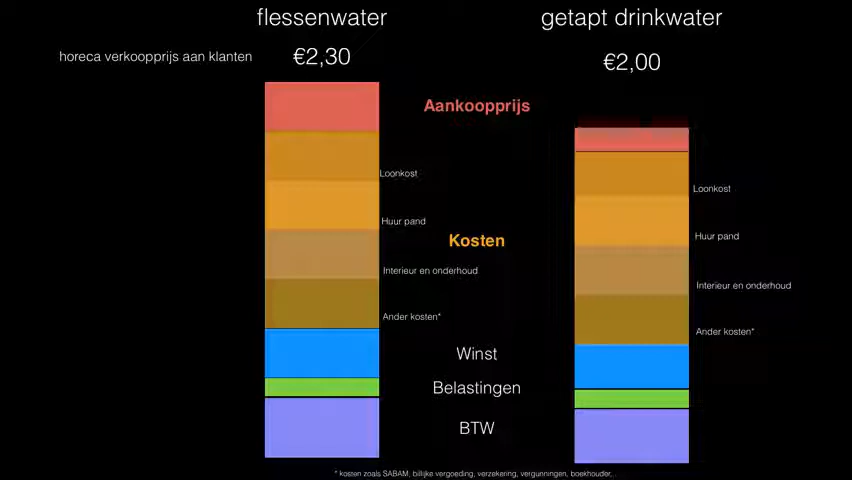 flessenwater
getapt drinkwater
horeca verkoopprijs aan klanten
€2,30
€2,00
Aankoopprijs
Loonkost
Loonkost
Huur pand
Huur pand
Kosten
Interieur en onderhoud
Interieur en onderhoud
Ander kosten*
Ander kosten*
Winst
Belastingen
BTW
* kosten zoals SABAM, billijke vergoeding, verzekering, vergunningen, boekhouder,...